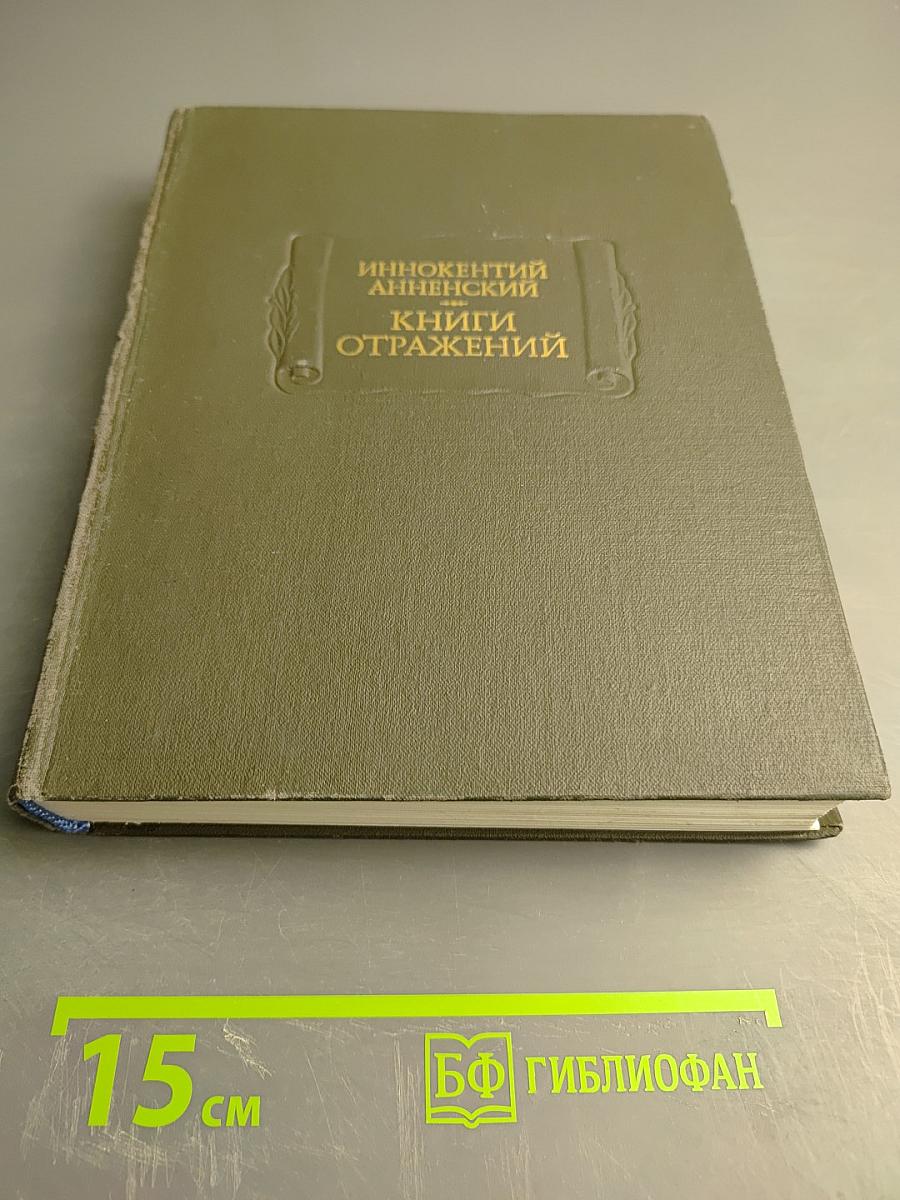 ИННОКЕНТИЙ
АННЕНСКИЙ
КНИГИ
ОТРАЖЕНИЙ
15 СМ
БФ ГИБЛИОФАН